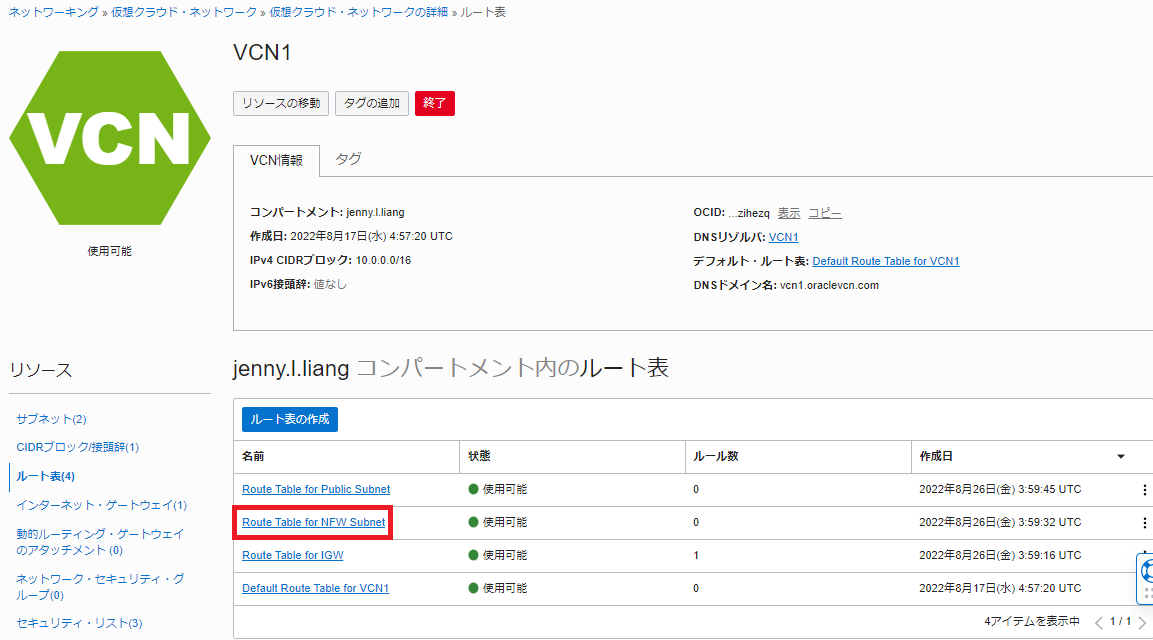 ネットワーキング » 仮想クラウド・ネットワーク » 仮想クラウド・ネットワークの詳細 » ルート表
VCN
使用可能
VCN1
リソースの移動 タグの追加 終了
VCN情報 タグ
コンパートメント: jenny.l.liang
作成日: 2022年8月17日(水) 4:57:20 UTC
IPv4 CIDRブロック: 10.0.0.0/16
IPv6接頭辞: 値なし
OCID: ...zihezq 表示 コピー
DNSリゾルバ: VCN1
デフォルト・ルート表: Default Route Table for VCN1
DNSドメイン名: vcn1.oraclevcn.com
リソース
サブネット(2)
CIDRブロック/接頭辞(1)
ルート表(4)
インターネット・ゲートウェイ(1)
動的ルーティング・ゲートウェイ
のアタッチメント (0)
ネットワーク・セキュリティ・グ
ループ(0)
セキュリティ・リスト(3)
jenny.l.liang コンパートメント内のルート表
ルート表の作成
名前 状態 ルール数 作成日
Route Table for Public Subnet 使用可能 0 2022年8月26日(金) 3:59:45 UTC
Route Table for NFW Subnet 使用可能 0 2022年8月26日(金) 3:59:32 UTC
Route Table for IGW 使用可能 1 2022年8月26日(金) 3:59:16 UTC
Default Route Table for VCN1 使用可能 0 2022年8月17日(水) 4:57:20 UTC
4アイテムを表示中 1 / 1